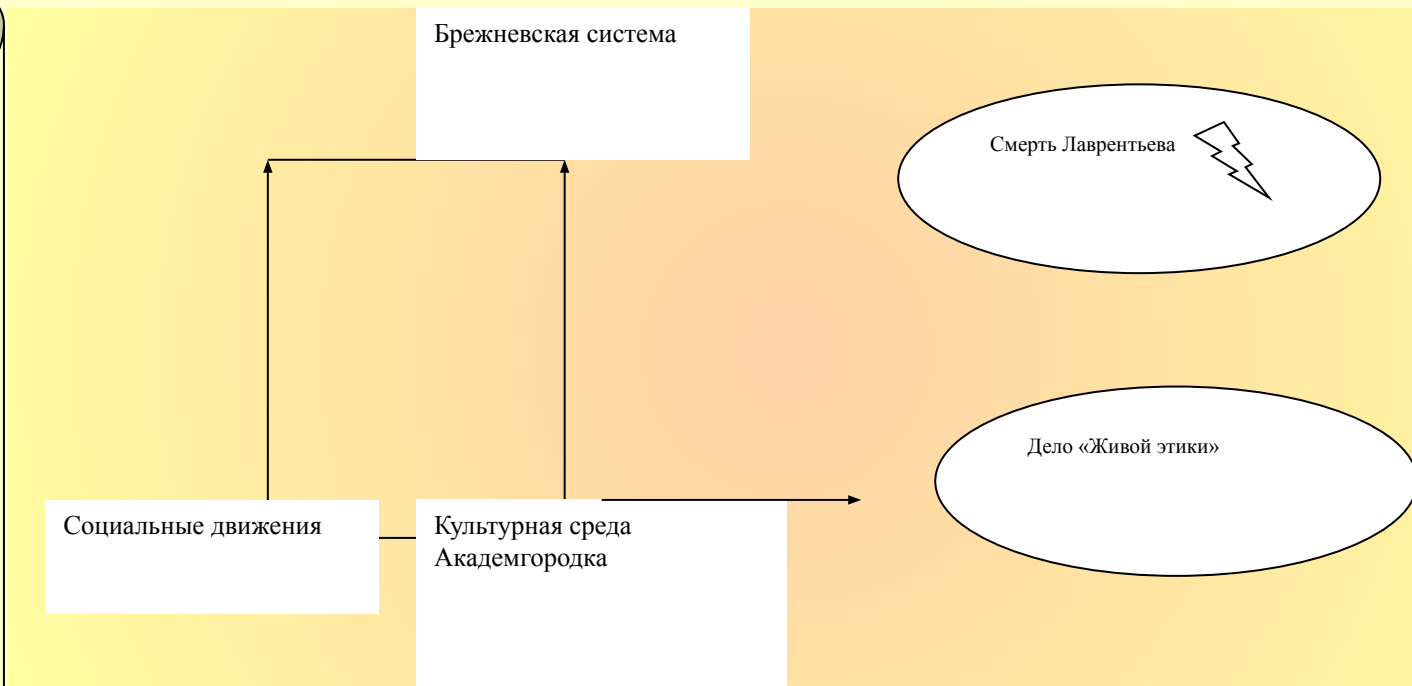 Брежневская система
Смерть Лаврентьева
Дело «Живой этики»
Социальные движения
Культурная среда
Академгородка